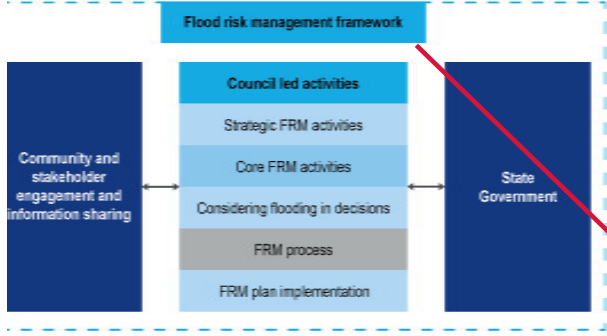 Flood risk management framework
Community and
stakeholder
engagement and
information sharing
Council led activities
Strategic FRM activities
Core FRM activities
Considering flooding in decisions
FRM process
FRM plan implementation
State
Government